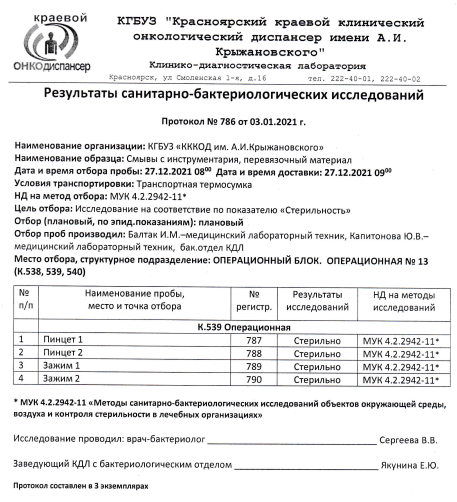 краевой
ОНКОДИСПАНСЕР
КГБУЗ "Красноярский краевой клинический
онкологический диспансер имени А.И.
Крыжановского"
Клинико-диагностическая лаборатория
Красноярск, ул Смоленская 1-я, д.16 тел. 222-40-01, 222-40-02
Результаты санитарно-бактериологических исследований
Протокол № 786 от 03.01.2021 г.
Наименование организации: КГБУЗ «КККОД им. А.И.Крыжановского»
Наименование образца: Смывы с инструментария, перевязочный материал
Дата и время отбора пробы: 27.12.2021 08⁰⁰ Дата и время доставки: 27.12.2021 09⁰⁰
Условия транспортировки: Транспортная термосумка
НД на метод отбора: МУК 4.2.2942-11*
Цель отбора: Исследование на соответствие по показателю «Стерильность»
Отбор (плановый, по эпид.показаниям): плановый
Отбор проб производил: Балтак И.М.–медицинский лабораторный техник, Капитонова Ю.В.–
медицинский лабораторный техник, бак.отдел КДЛ
Место отбора, структурное подразделение: ОПЕРАЦИОННЫЙ БЛОК. ОПЕРАЦИОННАЯ № 13
(К.538, 539, 540)
№ п/п Наименование пробы, место и точка отбора № регистр. Результаты исследований НД на методы исследований
К.539 Операционная
1 Пинцет 1 787 Стерильно МУК 4.2.2942-11*
2 Пинцет 2 788 Стерильно МУК 4.2.2942-11*
3 Зажим 1 789 Стерильно МУК 4.2.2942-11*
4 Зажим 2 790 Стерильно МУК 4.2.2942-11*
* МУК 4.2.2942-11 «Методы санитарно-бактериологических исследований объектов окружающей среды,
воздуха и контроля стерильности в лечебных организациях»
Исследование проводил: врач-бактериолог Сергеева В.В.
Заведующий КДЛ с бактериологическим отделом Якунина Е.Ю.
Протокол составлен в 3 экземплярах